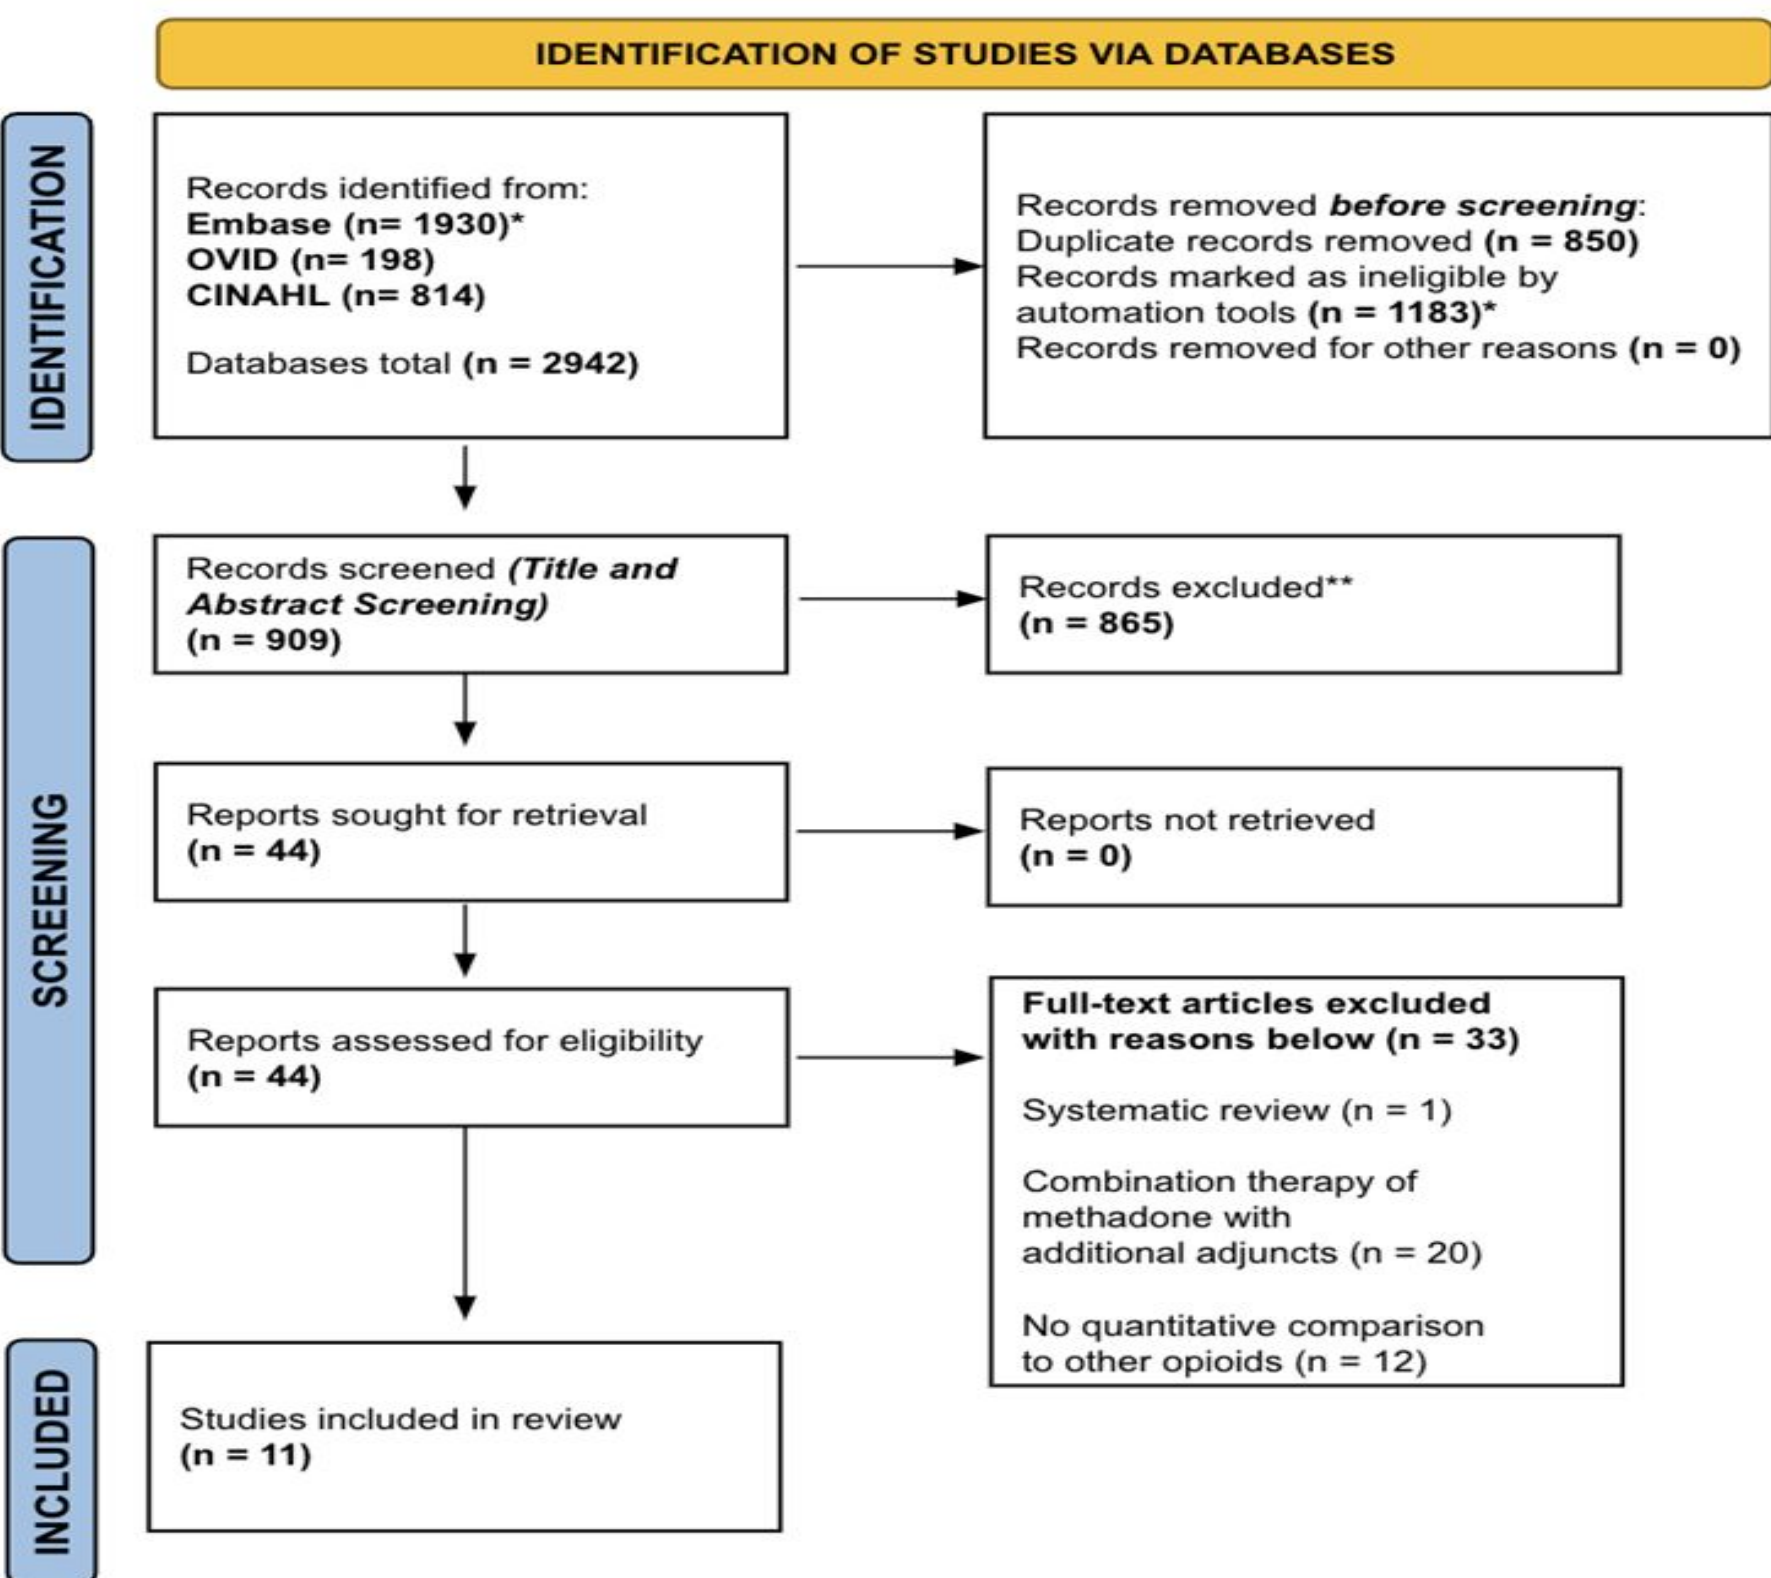 IDENTIFICATION OF STUDIES VIA DATABASES
IDENTIFICATION
Records identified from:
Embase (n= 1930)*
OVID (n= 198)
CINAHL (n= 814)
Databases total (n = 2942)
Records removed before screening:
Duplicate records removed (n = 850)
Records marked as ineligible by
automation tools (n = 1183)*
Records removed for other reasons (n = 0)
SCREENING
Records screened (Title and
Abstract Screening)
(n = 909)
Records excluded**
(n = 865)
Reports sought for retrieval
(n = 44)
Reports not retrieved
(n = 0)
Reports assessed for eligibility
(n = 44)
Full-text articles excluded
with reasons below (n = 33)
Systematic review (n = 1)
Combination therapy of
methadone with
additional adjuncts (n = 20)
No quantitative comparison
to other opioids (n = 12)
INCLUDED
Studies included in review
(n = 11)